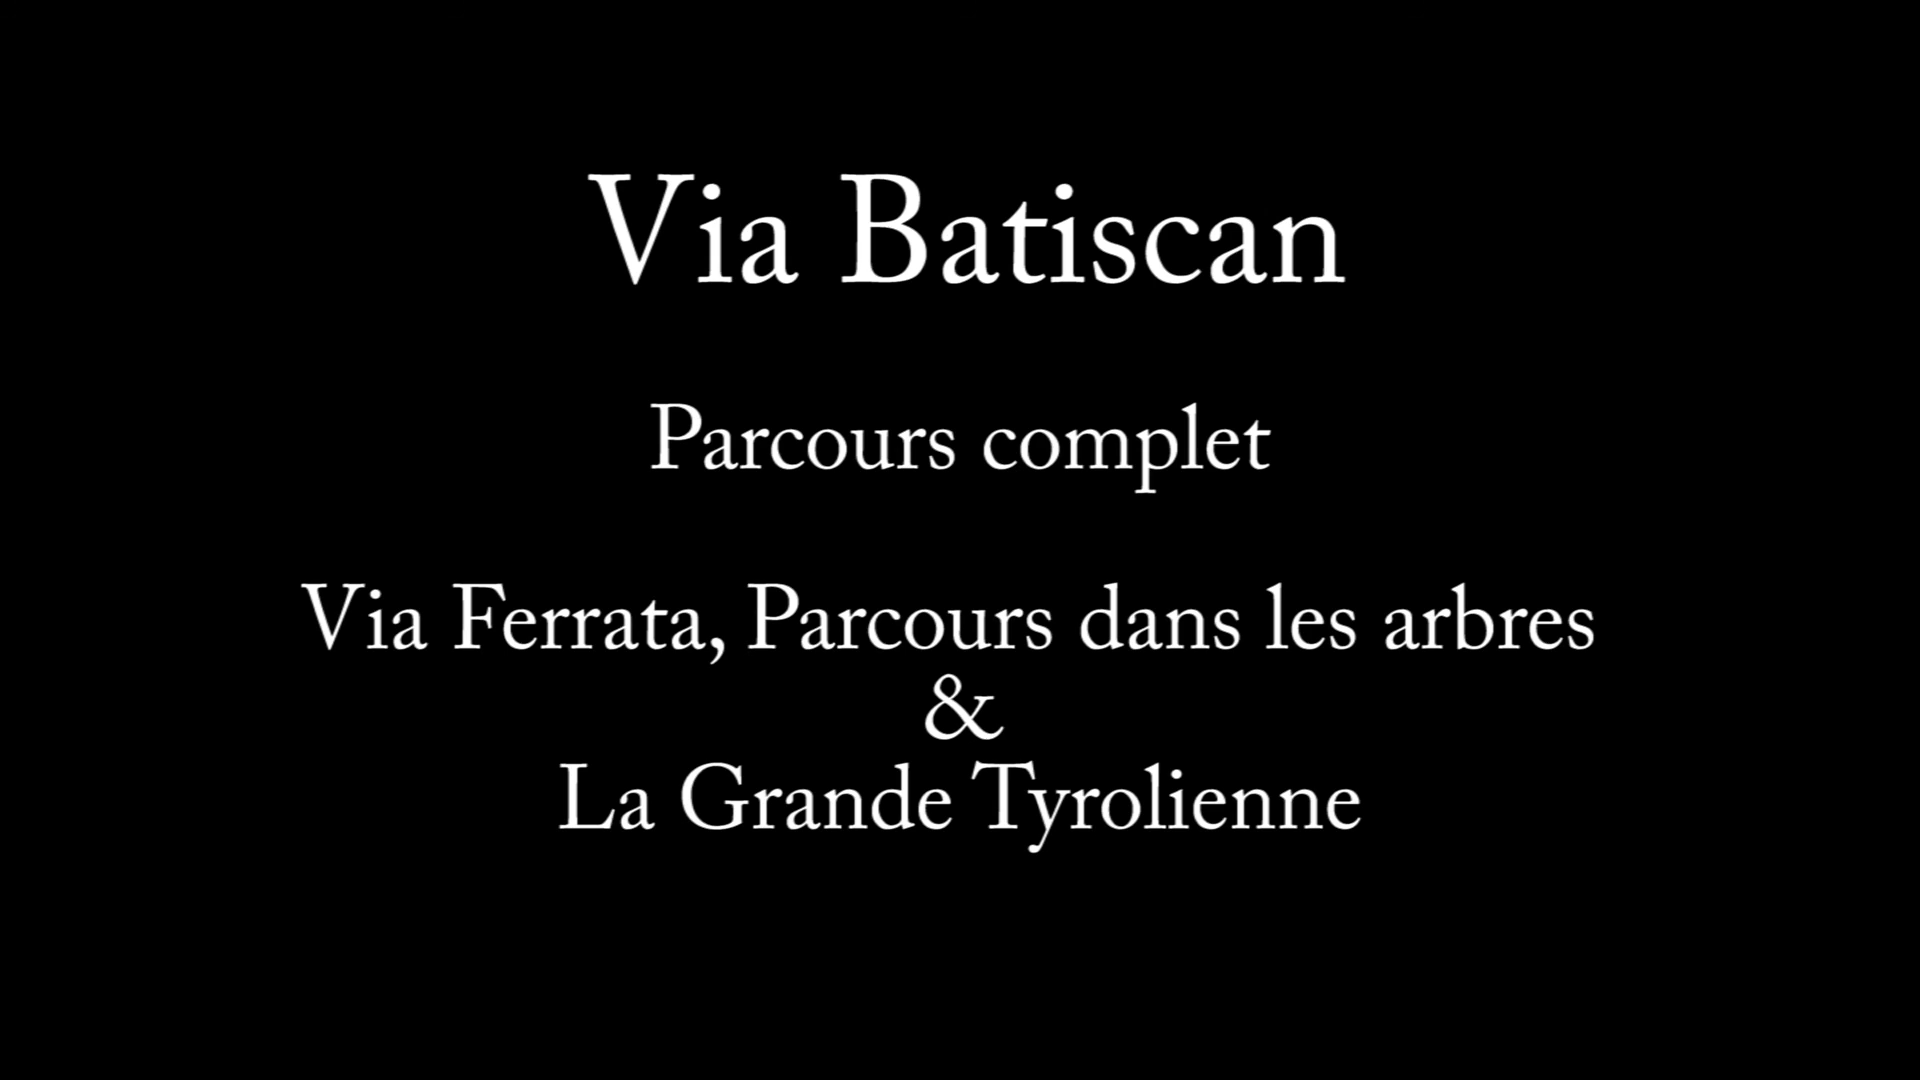 Via Batiscan
Parcours complet
Via Ferrata, Parcours dans les arbres
&
La Grande Tyrolienne